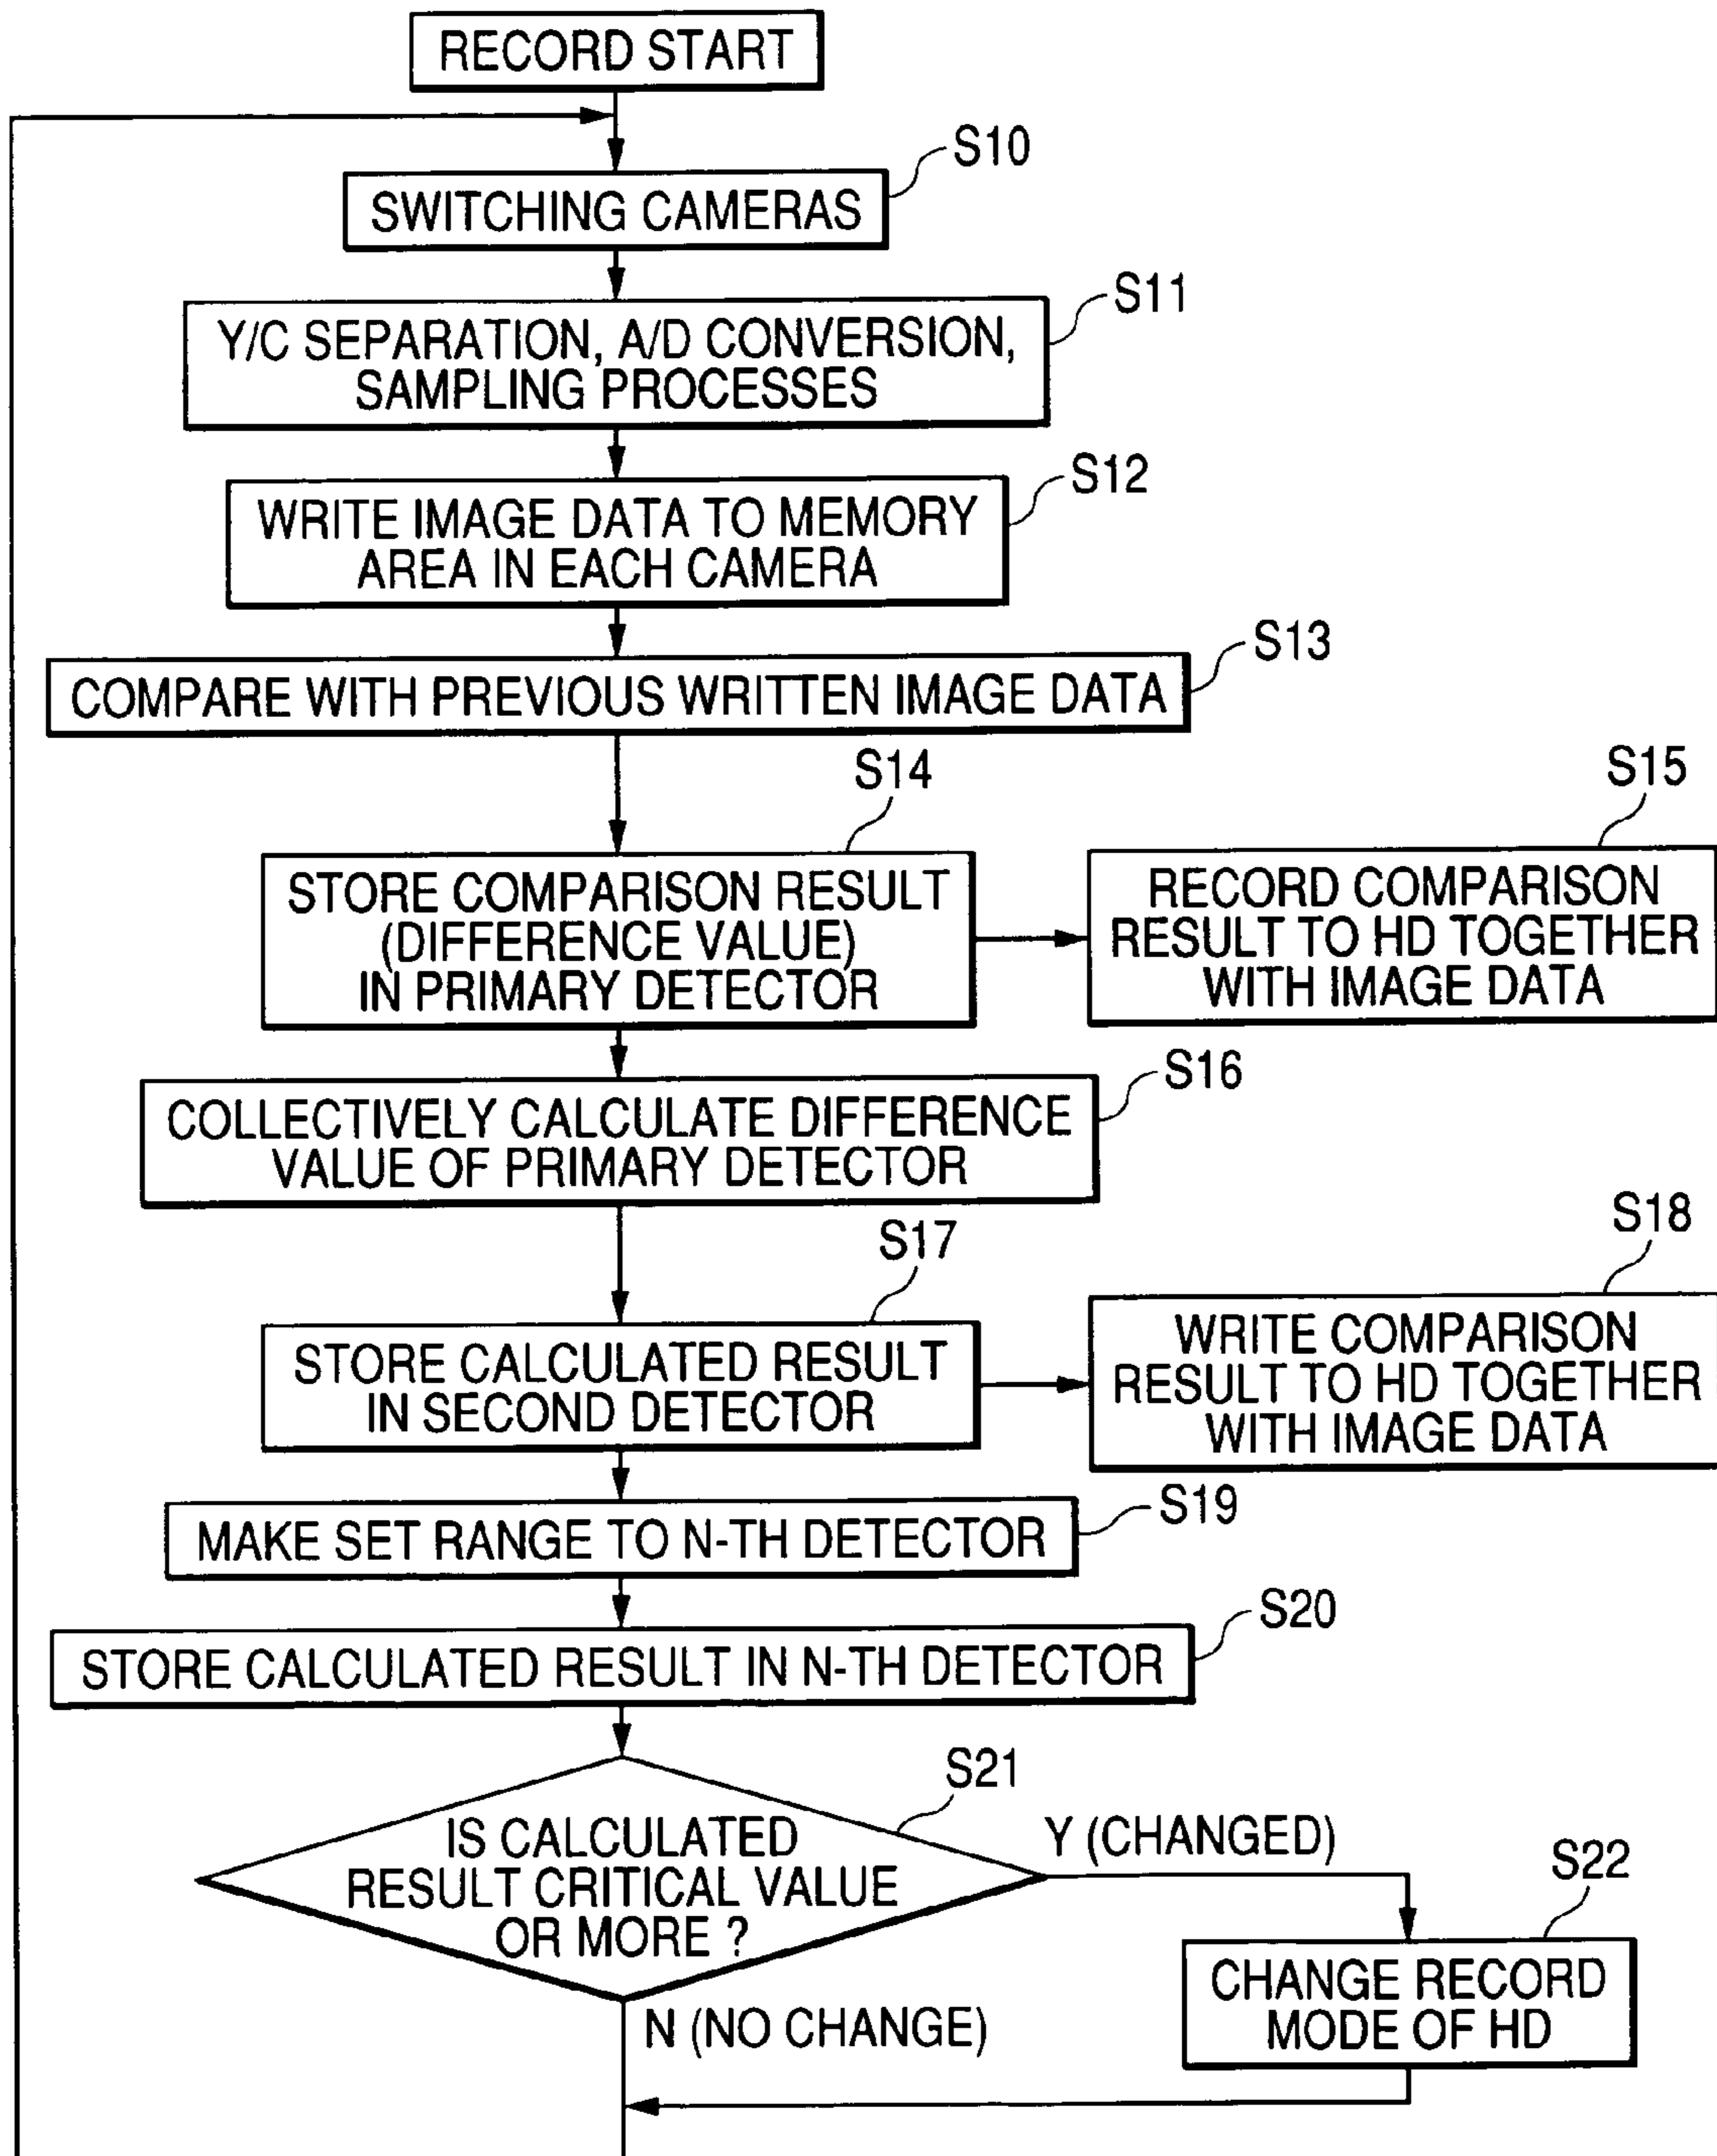 RECORD START
S10
SWITCHING CAMERAS
S11
Y/C SEPARATION, A/D CONVERSION,
SAMPLING PROCESSES
S12
WRITE IMAGE DATA TO MEMORY
AREA IN EACH CAMERA
S13
COMPARE WITH PREVIOUS WRITTEN IMAGE DATA
S14
STORE COMPARISON RESULT
(DIFFERENCE VALUE)
IN PRIMARY DETECTOR
S15
RECORD COMPARISON
RESULT TO HD TOGETHER
WITH IMAGE DATA
S16
COLLECTIVELY CALCULATE DIFFERENCE
VALUE OF PRIMARY DETECTOR
S17
STORE CALCULATED RESULT
IN SECOND DETECTOR
S18
WRITE COMPARISON
RESULT TO HD TOGETHER
WITH IMAGE DATA
S19
MAKE SET RANGE TO N-TH DETECTOR
S20
STORE CALCULATED RESULT IN N-TH DETECTOR
S21
IS CALCULATED
RESULT CRITICAL VALUE
OR MORE ?
Y (CHANGED)
S22
CHANGE RECORD
MODE OF HD
N (NO CHANGE)